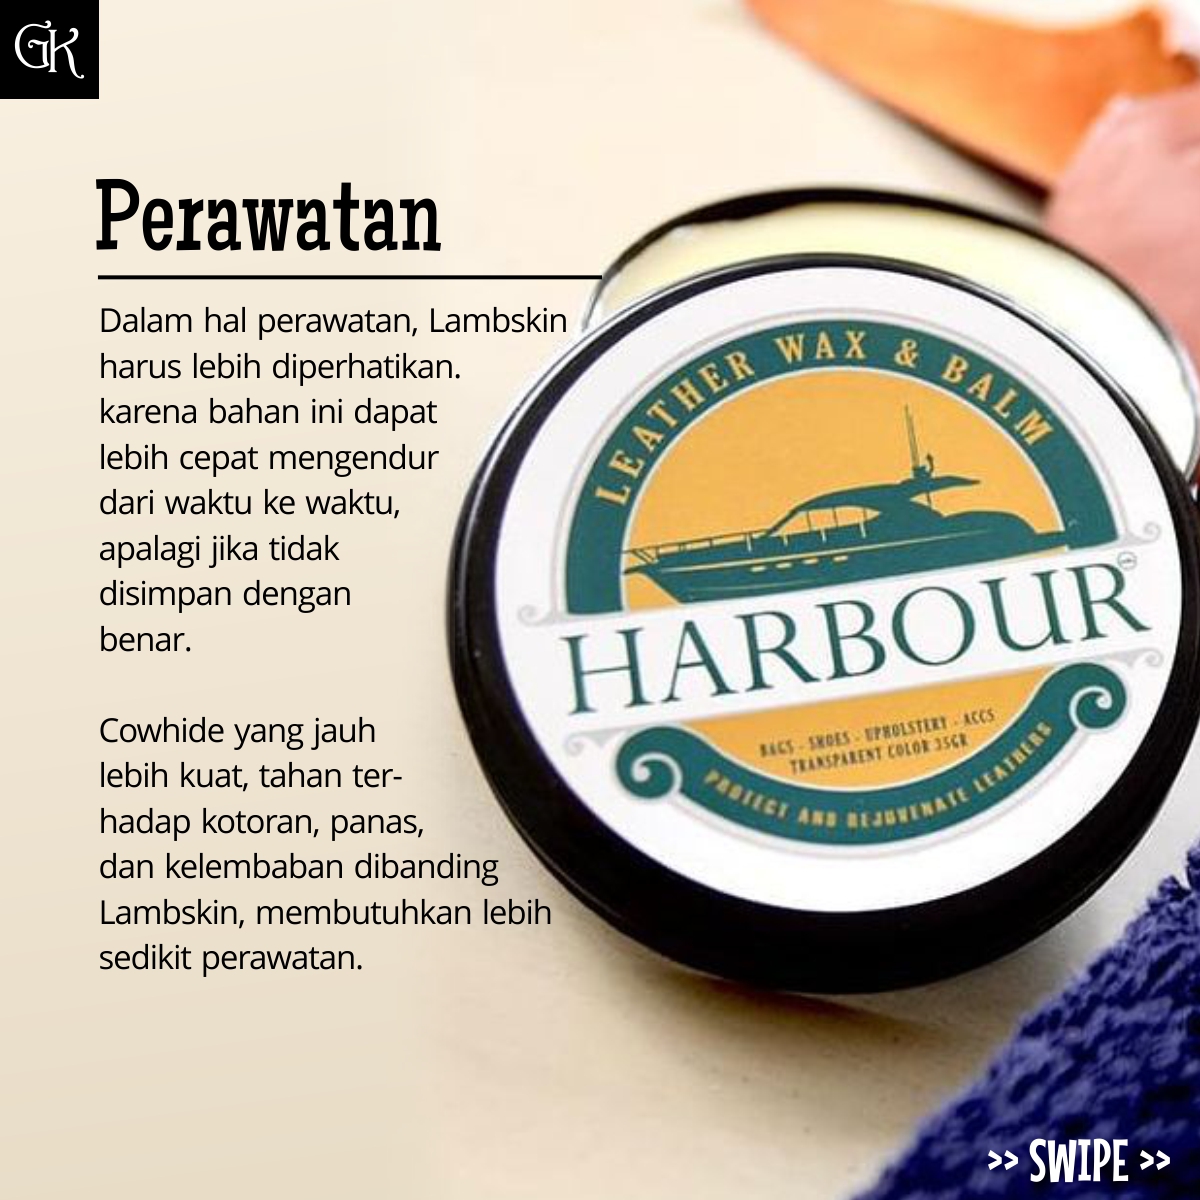 GK
Perawatan
Dalam hal perawatan, Lambskin
harus lebih diperhatikan.
karena bahan ini dapat
lebih cepat mengendur
dari waktu ke waktu,
apalagi jika tidak
disimpan dengan
benar.
Cowhide yang jauh
lebih kuat, tahan ter-
hadap kotoran, panas,
dan kelembaban dibanding
Lambskin, membutuhkan lebih
sedikit perawatan.
LEATHER WAX & BALM
HARBOUR
BAGS - SHOES - UPHOLSTERY - ACCS
TRANSPARENT COLOR 35GR
PROTECT AND REJUVENATE LEATHERS
>> SWIPE >>